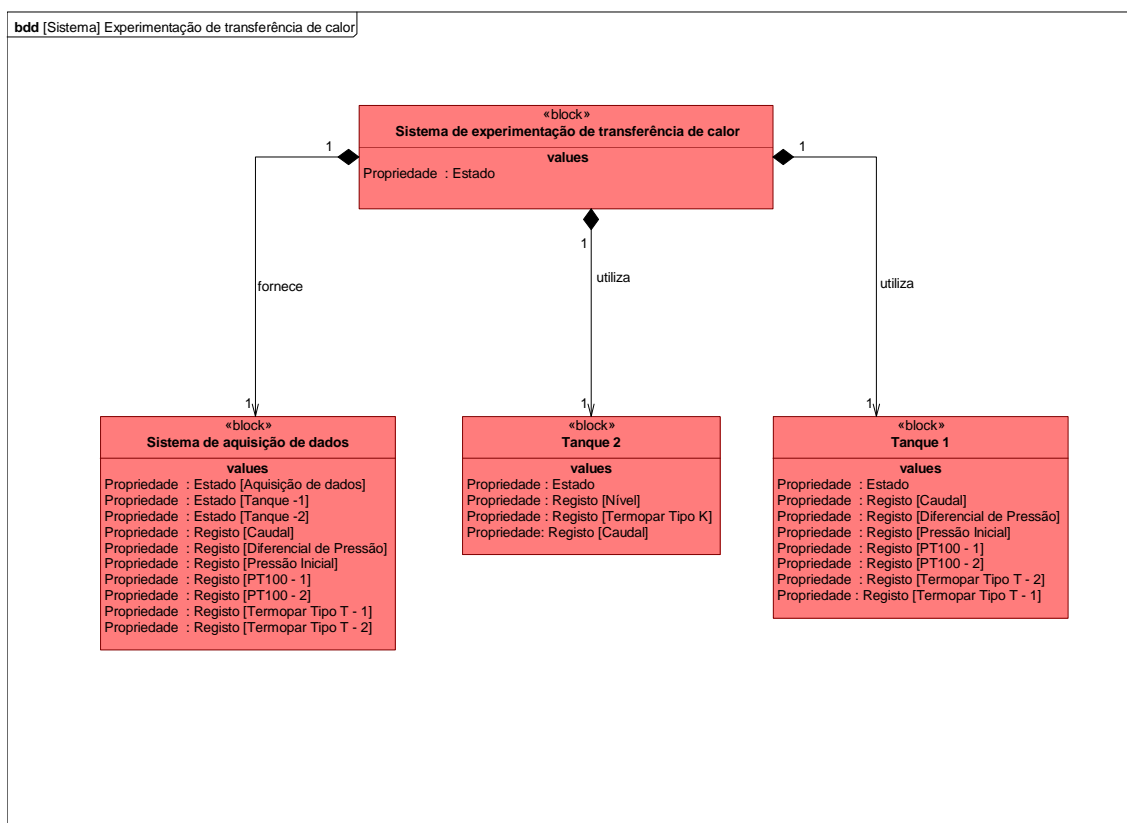 bdd [Sistema] Experimentação de transferência de calor
«block»
Sistema de experimentação de transferência de calor
values
Propriedade : Estado
1
1
1
fornece
utiliza
utiliza
1
1
1
«block»
Sistema de aquisição de dados
values
Propriedade : Estado [Aquisição de dados]
Propriedade : Estado [Tanque -1]
Propriedade : Estado [Tanque -2]
Propriedade : Registo [Caudal]
Propriedade : Registo [Diferencial de Pressão]
Propriedade : Registo [Pressão Inicial]
Propriedade : Registo [PT100 - 1]
Propriedade : Registo [PT100 - 2]
Propriedade : Registo [Termopar Tipo T - 1]
Propriedade : Registo [Termopar Tipo T - 2]
«block»
Tanque 2
values
Propriedade : Estado
Propriedade : Registo [Nível]
Propriedade : Registo [Termopar Tipo K]
Propriedade: Registo [Caudal]
«block»
Tanque 1
values
Propriedade : Estado
Propriedade : Registo [Caudal]
Propriedade : Registo [Diferencial de Pressão]
Propriedade : Registo [Pressão Inicial]
Propriedade : Registo [PT100 - 1]
Propriedade : Registo [PT100 - 2]
Propriedade : Registo [Termopar Tipo T - 2]
Propriedade : Registo [Termopar Tipo T - 1]